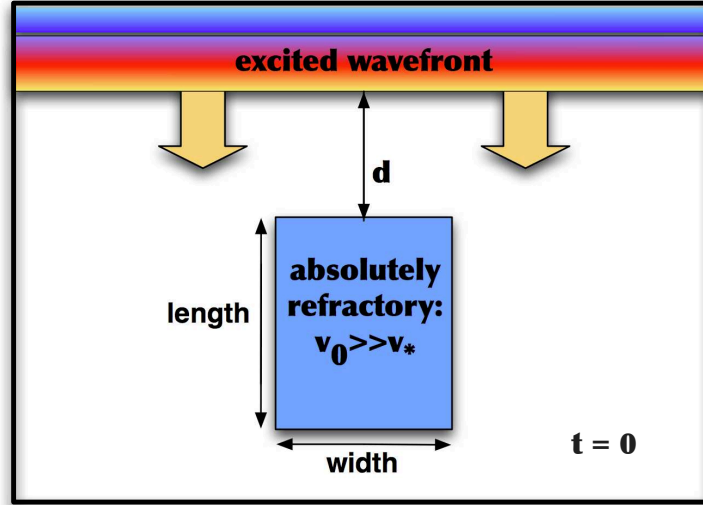 excited wavefront
d
absolutely
refractory:
v₀>>v*
length
width
t = 0